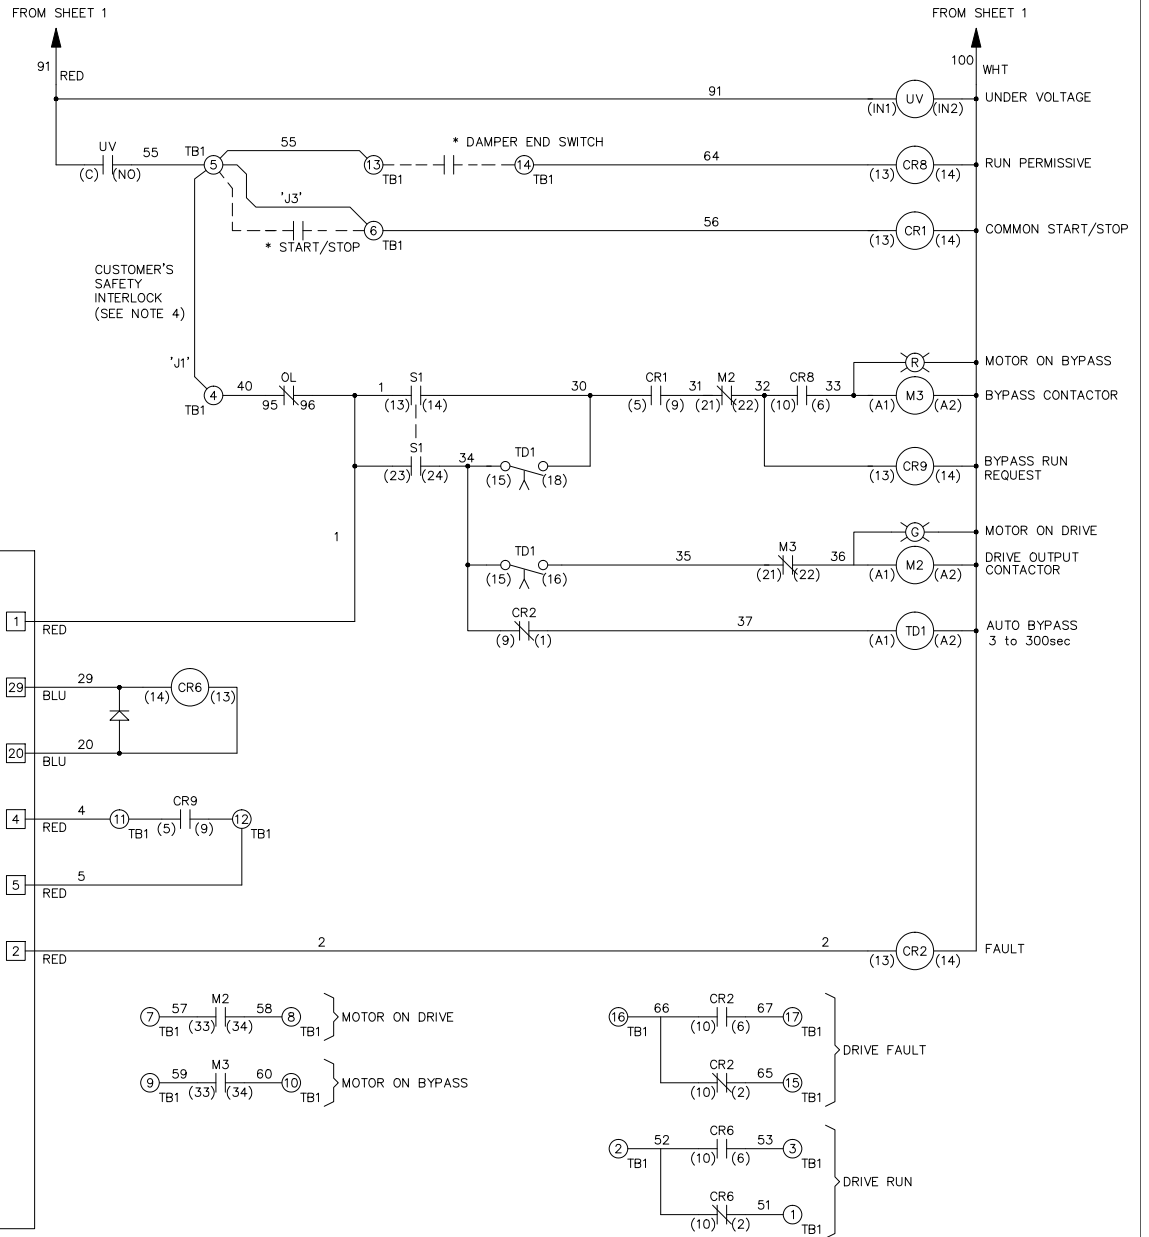 FROM SHEET 1
FROM SHEET 1
91
RED
100
WHT
91
UV
(IN1)
(IN2)
UNDER VOLTAGE
UV
(C)
(NO)
55
TB1
5
55
13
TB1
* DAMPER END SWITCH
14
TB1
64
CR8
(13)
(14)
RUN PERMISSIVE
'J3'
* START/STOP
6
TB1
56
CR1
(13)
(14)
COMMON START/STOP
CUSTOMER'S
SAFETY
INTERLOCK
(SEE NOTE 4)
'J1'
4
TB1
40
OL
95
96
1
S1
(13)
(14)
30
CR1
(5)
(9)
31
M2
(21)
(22)
32
CR8
(10)
(6)
33
R
MOTOR ON BYPASS
M3
(A1)
(A2)
BYPASS CONTACTOR
S1
(23)
(24)
34
TD1
(15)
(18)
CR9
(13)
(14)
BYPASS RUN
REQUEST
1
G
MOTOR ON DRIVE
TD1
(15)
(16)
35
M3
(21)
(22)
36
M2
(A1)
(A2)
DRIVE OUTPUT
CONTACTOR
CR2
(9)
(1)
37
TD1
(A1)
(A2)
AUTO BYPASS
3 to 300sec
1
RED
29
BLU
29
CR6
(14)
(13)
20
BLU
20
4
RED
4
11
TB1
CR9
(5)
(9)
12
TB1
5
RED
5
2
RED
2
2
CR2
(13)
(14)
FAULT
7
TB1
57
M2
(33)
(34)
58
8
TB1
MOTOR ON DRIVE
9
TB1
59
M3
(33)
(34)
60
10
TB1
MOTOR ON BYPASS
16
TB1
66
CR2
(10)
(6)
67
17
TB1
CR2
(10)
(2)
65
15
TB1
DRIVE FAULT
2
TB1
52
CR6
(10)
(6)
53
3
TB1
CR6
(10)
(2)
51
1
TB1
DRIVE RUN